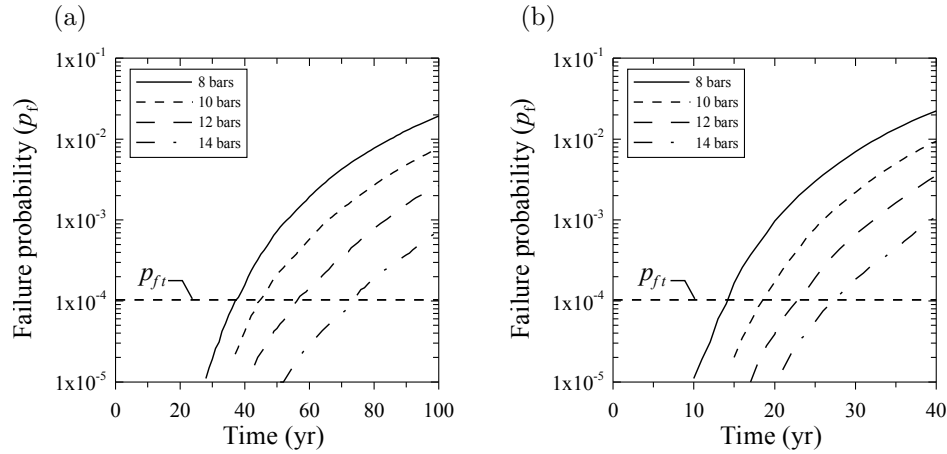 (a)
Failure probability (p_f)
1x10^-1
1x10^-2
1x10^-3
1x10^-4
1x10^-5
8 bars
10 bars
12 bars
14 bars
p_ft
0 20 40 60 80 100
Time (yr)
(b)
Failure probability (p_f)
1x10^-1
1x10^-2
1x10^-3
1x10^-4
1x10^-5
8 bars
10 bars
12 bars
14 bars
p_ft
0 10 20 30 40
Time (yr)